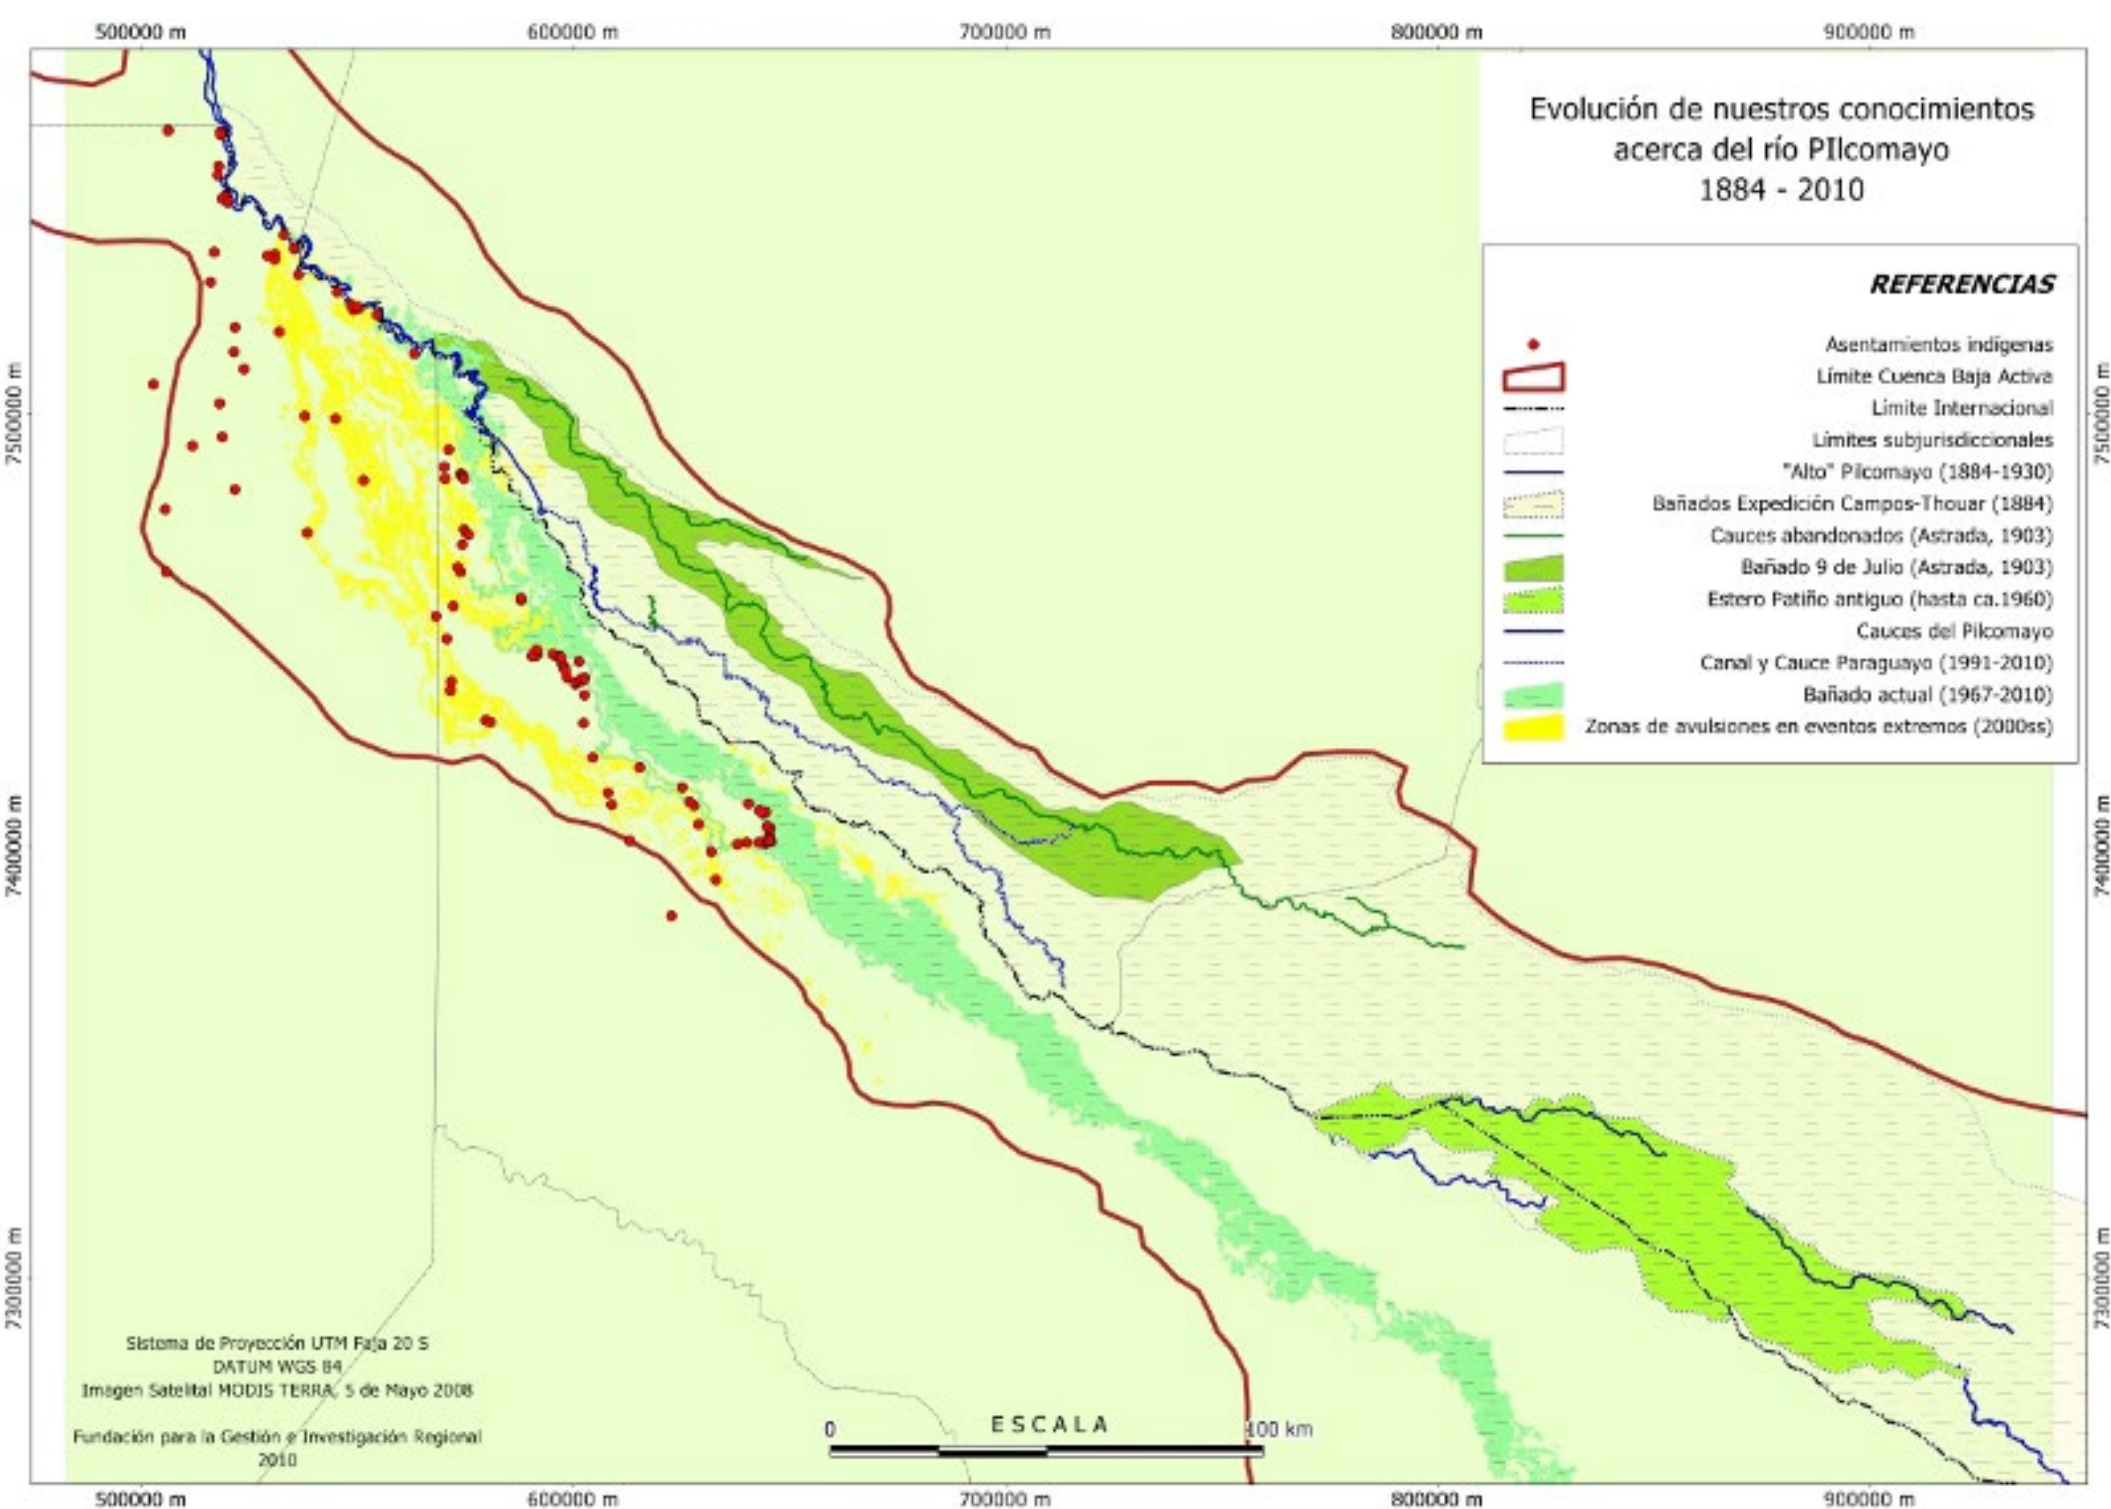 500000 m
600000 m
700000 m
800000 m
900000 m
Evolución de nuestros conocimientos
acerca del río PIlcomayo
1884 - 2010
REFERENCIAS
Asentamientos indígenas
Límite Cuenca Baja Activa
Limite Internacional
Límites subjurisdiccionales
"Alto" Pilcomayo (1884-1930)
Bañados Expedición Campos-Thouar (1884)
Cauces abandonados (Astrada, 1903)
Bañado 9 de Julio (Astrada, 1903)
Estero Patiño antiguo (hasta ca.1960)
Cauces del Pilcomayo
Canal y Cauce Paraguayo (1991-2010)
Bañado actual (1967-2010)
Zonas de avulsiones en eventos extremos (2000ss)
7500000 m
7500000 m
7400000 m
7400000 m
7300000 m
7300000 m
Sistema de Proyección UTM Faja 20 S
DATUM WGS 84
Imagen Satelital MODIS TERRA, 5 de Mayo 2008
Fundación para la Gestión e Investigación Regional
2010
0 ESCALA 100 km
500000 m
600000 m
700000 m
800000 m
900000 m